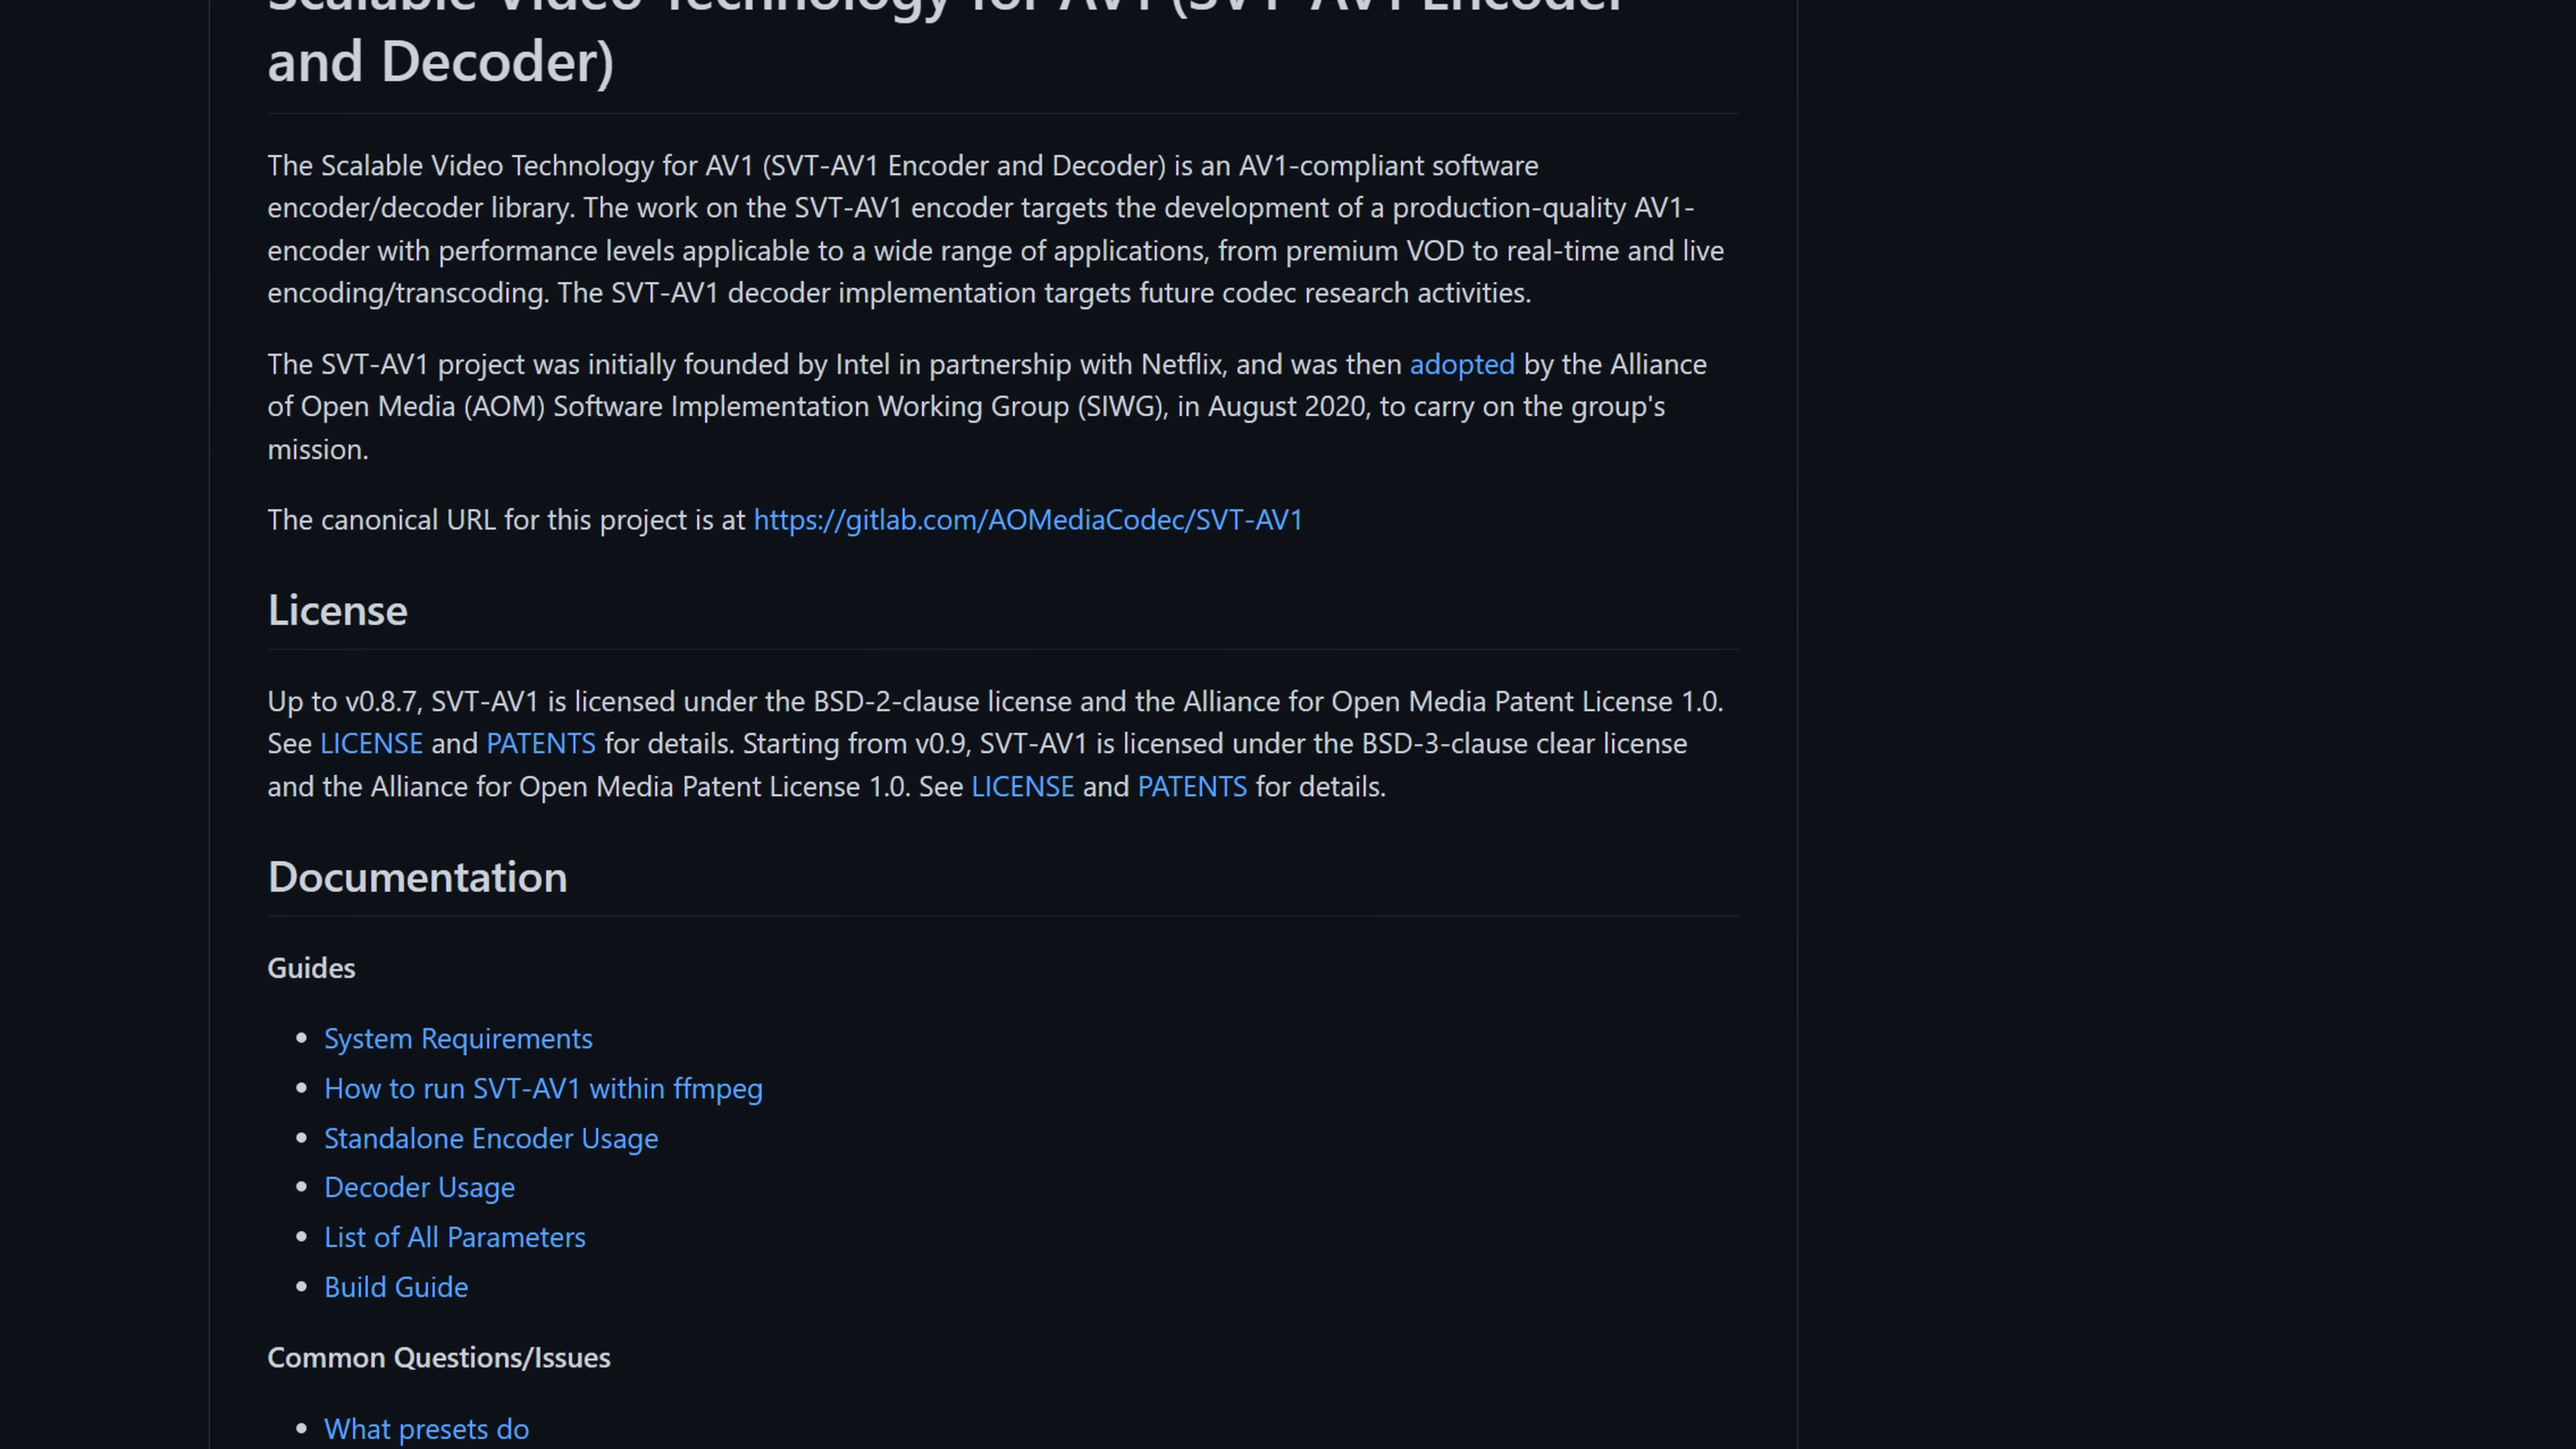 Scalable Video Technology for AV1 (SVT-AV1 Encoder
and Decoder)
The Scalable Video Technology for AV1 (SVT-AV1 Encoder and Decoder) is an AV1-compliant software
encoder/decoder library. The work on the SVT-AV1 encoder targets the development of a production-quality AV1-
encoder with performance levels applicable to a wide range of applications, from premium VOD to real-time and live
encoding/transcoding. The SVT-AV1 decoder implementation targets future codec research activities.
The SVT-AV1 project was initially founded by Intel in partnership with Netflix, and was then adopted by the Alliance
of Open Media (AOM) Software Implementation Working Group (SIWG), in August 2020, to carry on the group's
mission.
The canonical URL for this project is at https://gitlab.com/AOMediaCodec/SVT-AV1
License
Up to v0.8.7, SVT-AV1 is licensed under the BSD-2-clause license and the Alliance for Open Media Patent License 1.0.
See LICENSE and PATENTS for details. Starting from v0.9, SVT-AV1 is licensed under the BSD-3-clause clear license
and the Alliance for Open Media Patent License 1.0. See LICENSE and PATENTS for details.
Documentation
Guides
• System Requirements
• How to run SVT-AV1 within ffmpeg
• Standalone Encoder Usage
• Decoder Usage
• List of All Parameters
• Build Guide
Common Questions/Issues
• What presets do